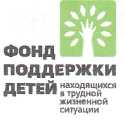 ФОНД
ПОДДЕРЖКИ
ДЕТЕЙ
находящихся
в трудной
жизненной
ситуации